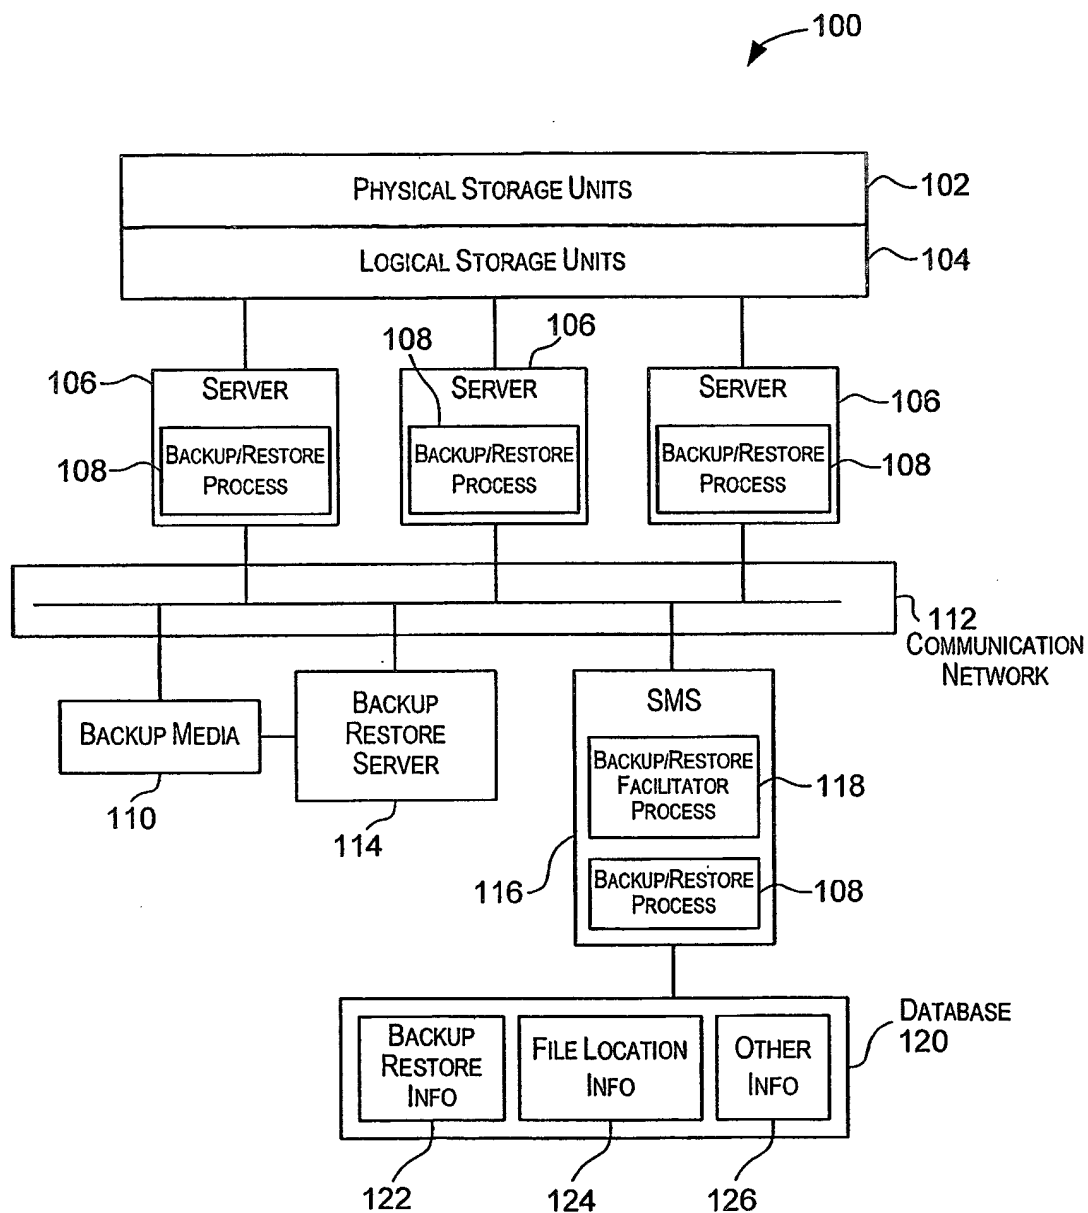 100
PHYSICAL STORAGE UNITS
102
LOGICAL STORAGE UNITS
104
106
SERVER
BACKUP/RESTORE
PROCESS
108
108
106
SERVER
BACKUP/RESTORE
PROCESS
SERVER
106
BACKUP/RESTORE
PROCESS
108
112
COMMUNICATION
NETWORK
BACKUP MEDIA
110
BACKUP
RESTORE
SERVER
114
SMS
BACKUP/RESTORE
FACILITATOR
PROCESS
118
116
BACKUP/RESTORE
PROCESS
108
DATABASE
120
BACKUP
RESTORE
INFO
FILE LOCATION
INFO
OTHER
INFO
122
124
126